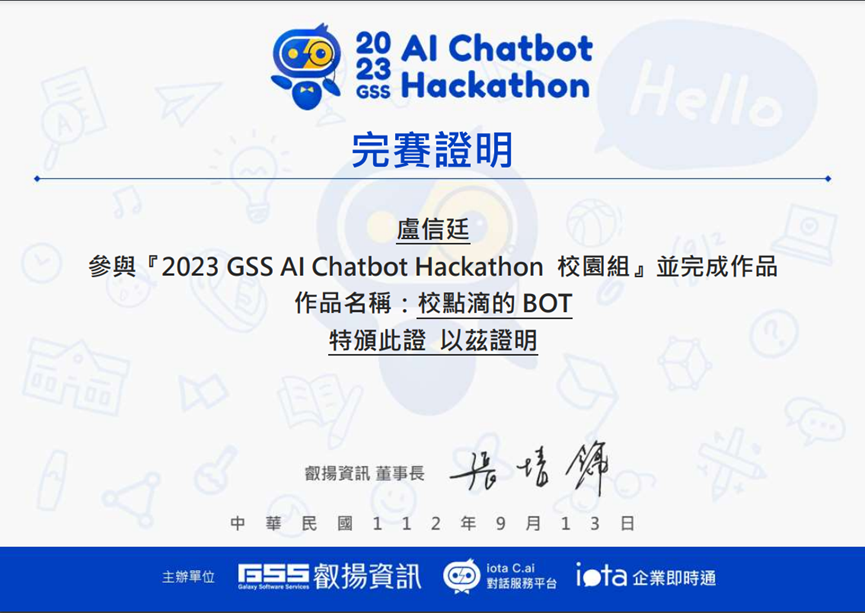 2023 GSS AI Chatbot Hackathon
Hello
完賽證明
盧信廷
參與『2023 GSS AI Chatbot Hackathon 校園組』並完成作品
作品名稱：校點滴的 BOT
特頒此證 以茲證明
叡揚資訊 董事長 張培鏞
中華民國112年9月13日
主辦單位 GSS Galaxy Software Services 叡揚資訊 iota C.ai 對話服務平台 iota 企業即時通